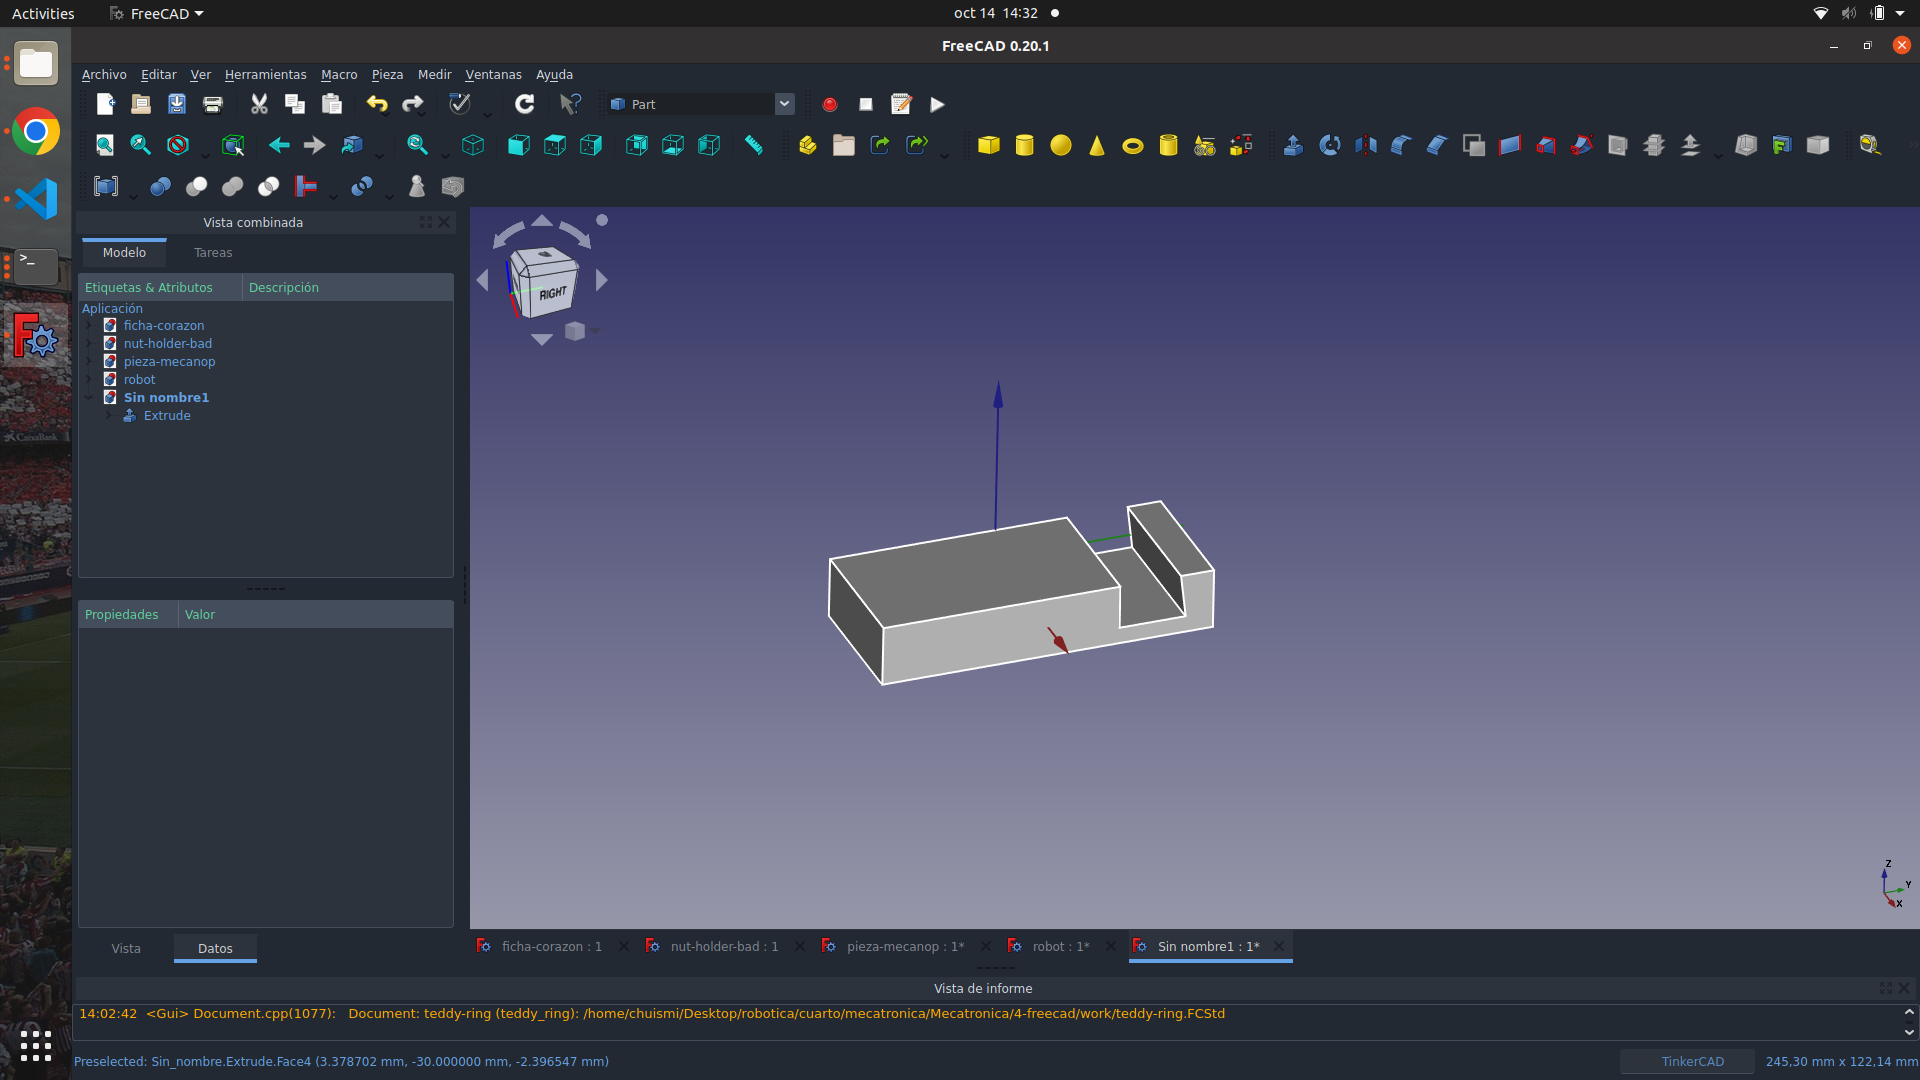 Activities FreeCAD oct 14 14:32
FreeCAD 0.20.1
Archivo Editar Ver Herramientas Macro Pieza Medir Ventanas Ayuda
Part
Vista combinada
Modelo Tareas
Etiquetas & Atributos Descripción
Aplicación
ficha-corazon
nut-holder-bad
pieza-mecanop
robot
Sin nombre1
Extrude
Propiedades Valor
Vista Datos
RIGHT
Z
Y
X
CaixaBank
ficha-corazon : 1 nut-holder-bad : 1 pieza-mecanop : 1* robot : 1* Sin nombre1 : 1*
Vista de informe
14:02:42 <Gui> Document.cpp(1077): Document: teddy-ring (teddy_ring): /home/chuismi/Desktop/robotica/cuarto/mecatronica/Mecatronica/4-freecad/work/teddy-ring.FCStd
Preselected: Sin_nombre.Extrude.Face4 (3.378702 mm, -30.000000 mm, -2.396547 mm) TinkerCAD 245,30 mm x 122,14 mm